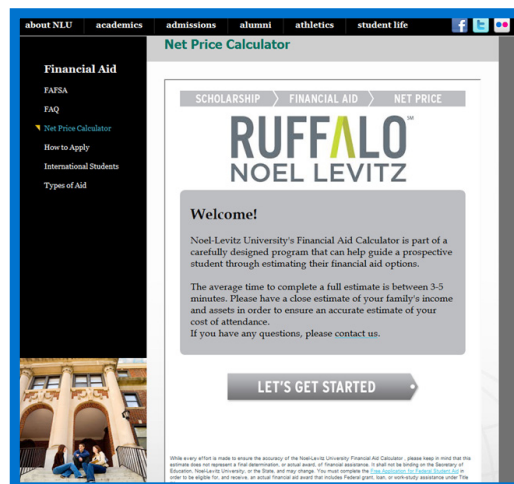 about NLU academics admissions alumni athletics student life
Net Price Calculator
Financial Aid
FAFSA
FAQ
Net Price Calculator
How to Apply
International Students
Types of Aid
SCHOLARSHIP FINANCIAL AID NET PRICE
RUFFALO
SM
NOEL LEVITZ
Welcome!
Noel-Levitz University's Financial Aid Calculator is part of a
carefully designed program that can help guide a prospective
student through estimating their financial aid options.
The average time to complete a full estimate is between 3-5
minutes. Please have a close estimate of your family's income
and assets in order to ensure an accurate estimate of your
cost of attendance.
If you have any questions, please contact us.
LET'S GET STARTED
While every effort is made to ensure the accuracy of the Noel-Levitz University Financial Aid Calculator , please keep in mind that this
estimate does not represent a final determination, or actual award, of financial assistance. It shall not be binding on the Secretary of
Education, Noel-Levitz University, or the State, and may change. You must complete the Free Application for Federal Student Aid in
order to be eligible for, and receive, an actual financial aid award that includes Federal grant, loan, or work-study assistance under Title